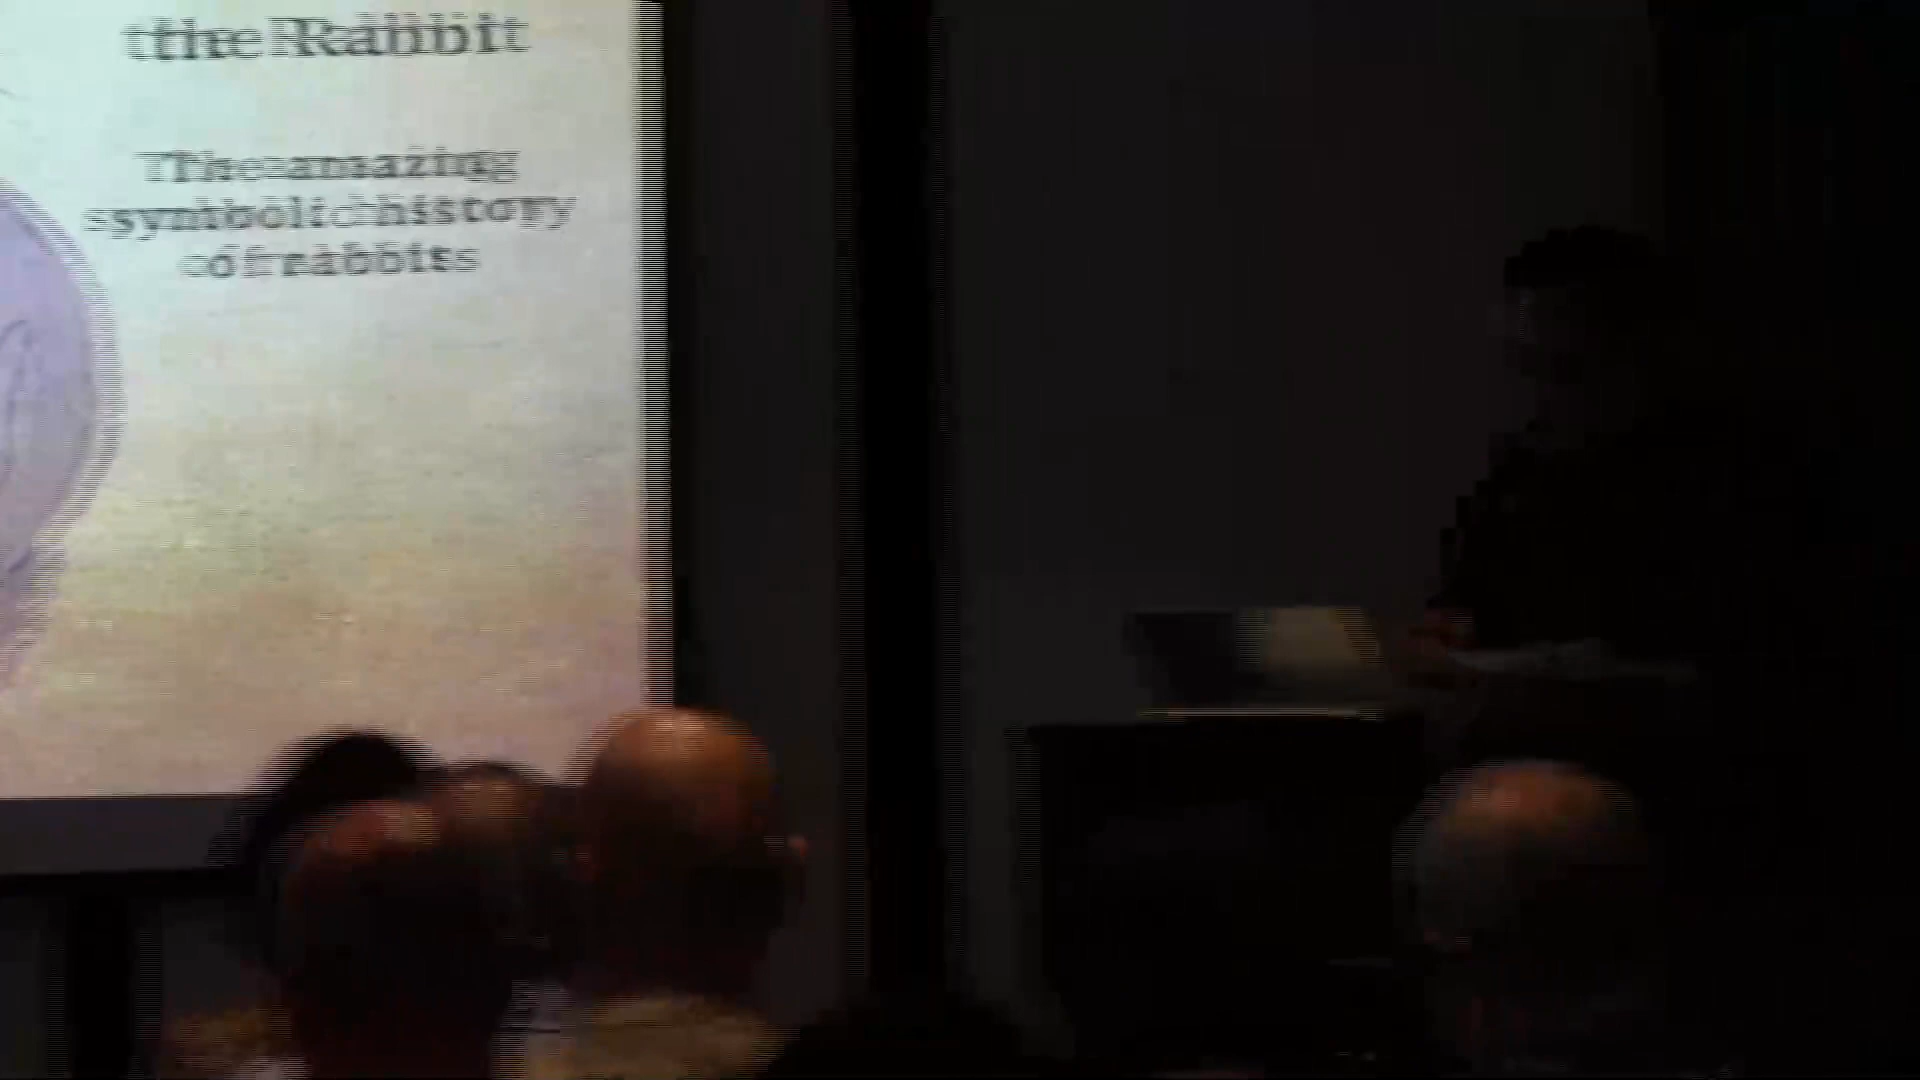 the Rabbit
The amazing
symbolic history
of rabbits